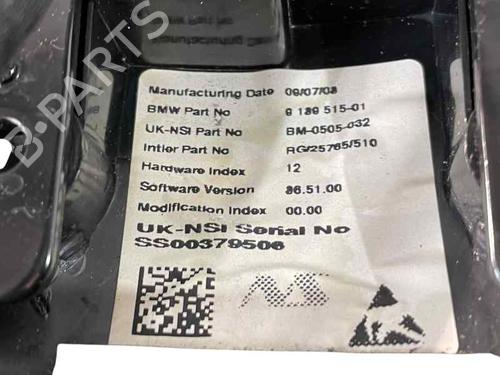 B-PARTS
Manufacturing Date 09/07/08
BMW Part No 9 189 515-01
UK-NSI Part No BM-0505-032
Intier Part No RG/25765/510
Hardware Index 12
Software Version 86.51.00
Modification Index 00.00
UK-NSI Serial No
SS00379506